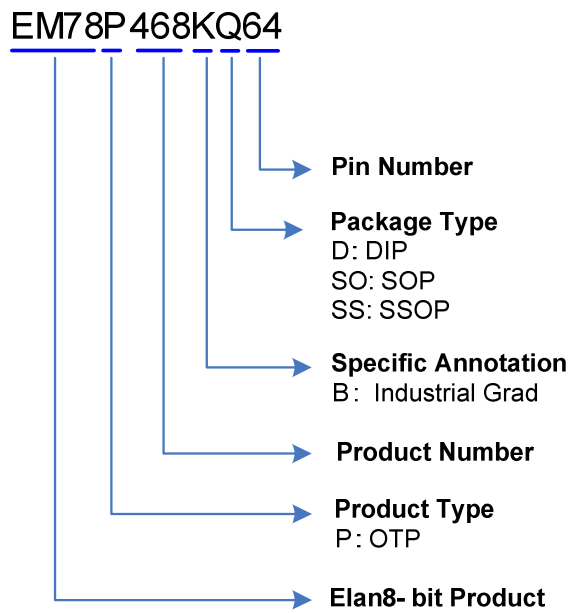 EM78P468KQ64
Pin Number
Package Type
D: DIP
SO: SOP
SS: SSOP
Specific Annotation
B: Industrial Grad
Product Number
Product Type
P: OTP
Elan8- bit Product